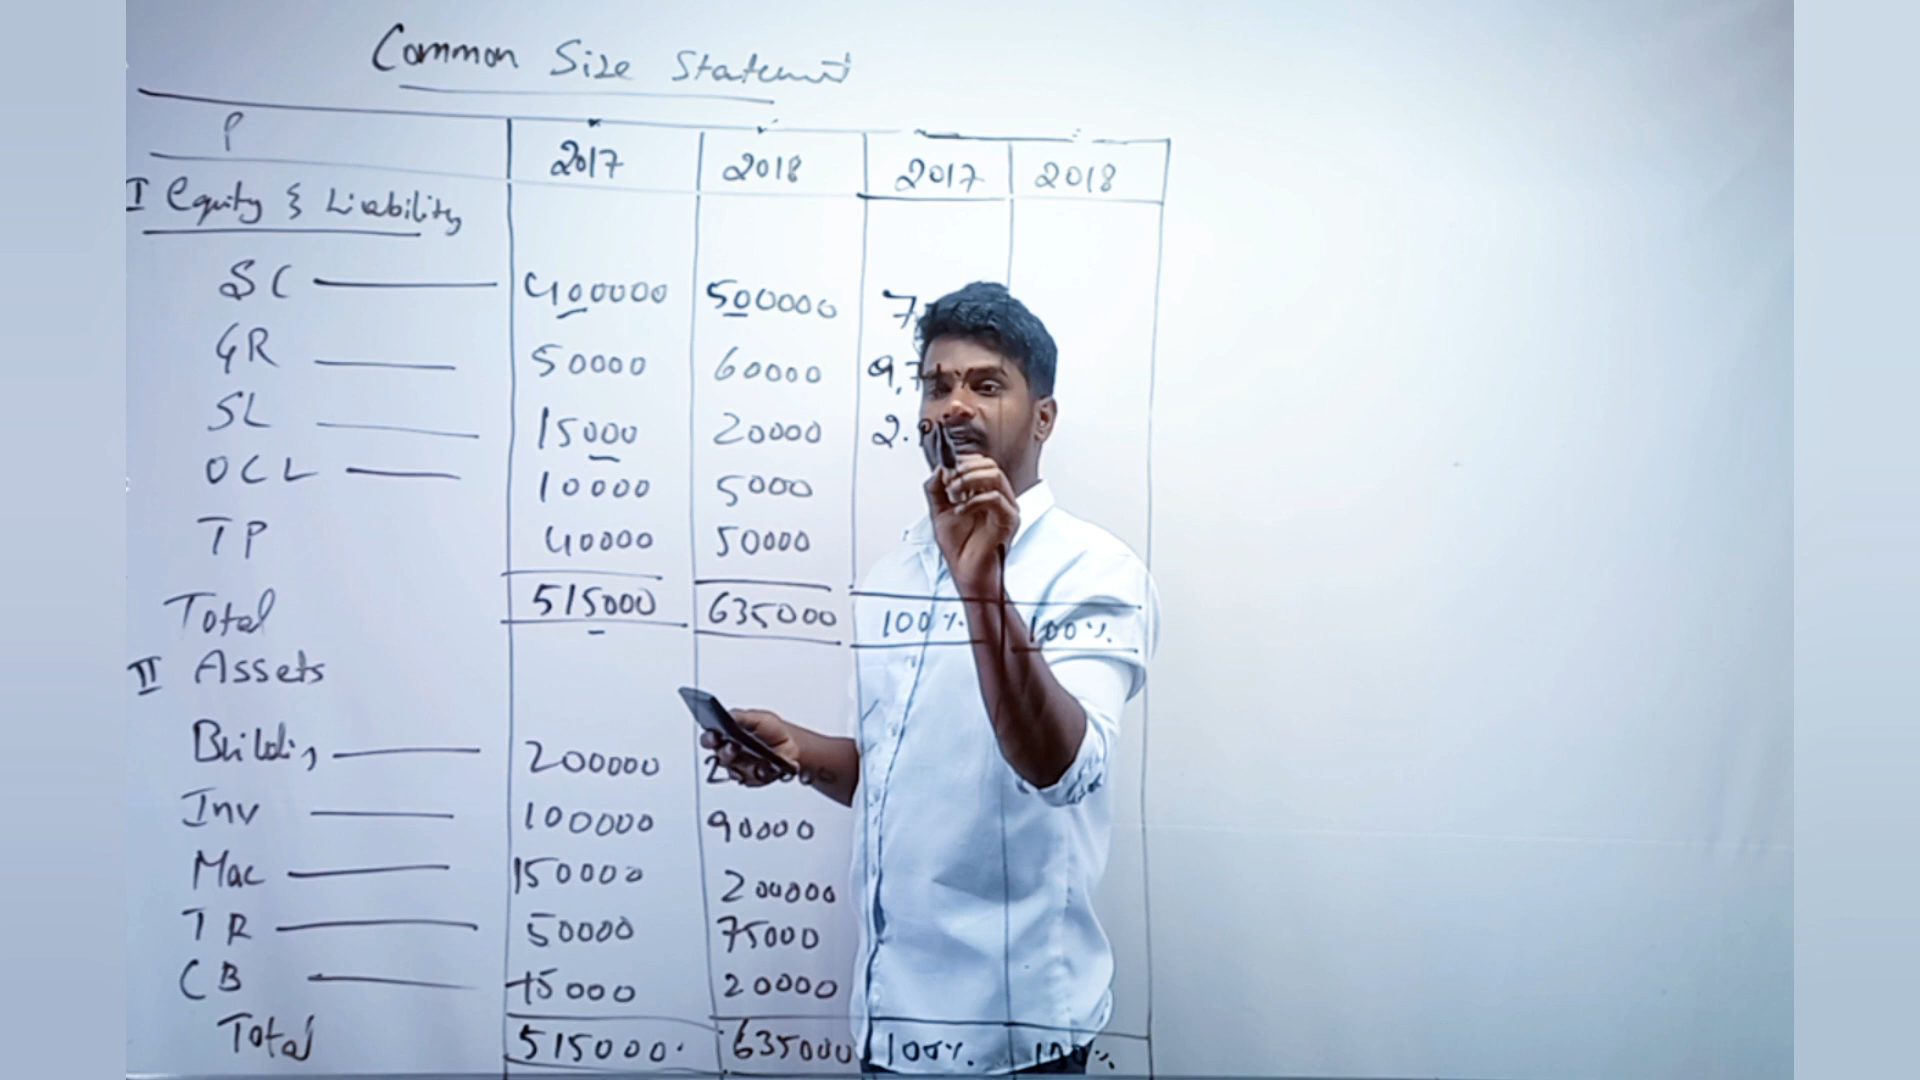 Common Size Statement
P 2017 2018 2017 2018
I Equity & Liability
SC 400000 500000
GR 50000 60000
SL 15000 20000
OCL 10000 5000
TP 40000 50000
Total 515000 635000 100% 100%
II Assets
Building 200000
Inv 100000 90000
Mac 150000 200000
TR 50000 75000
CB 15000 20000
Total 515000 635000 100% 100%